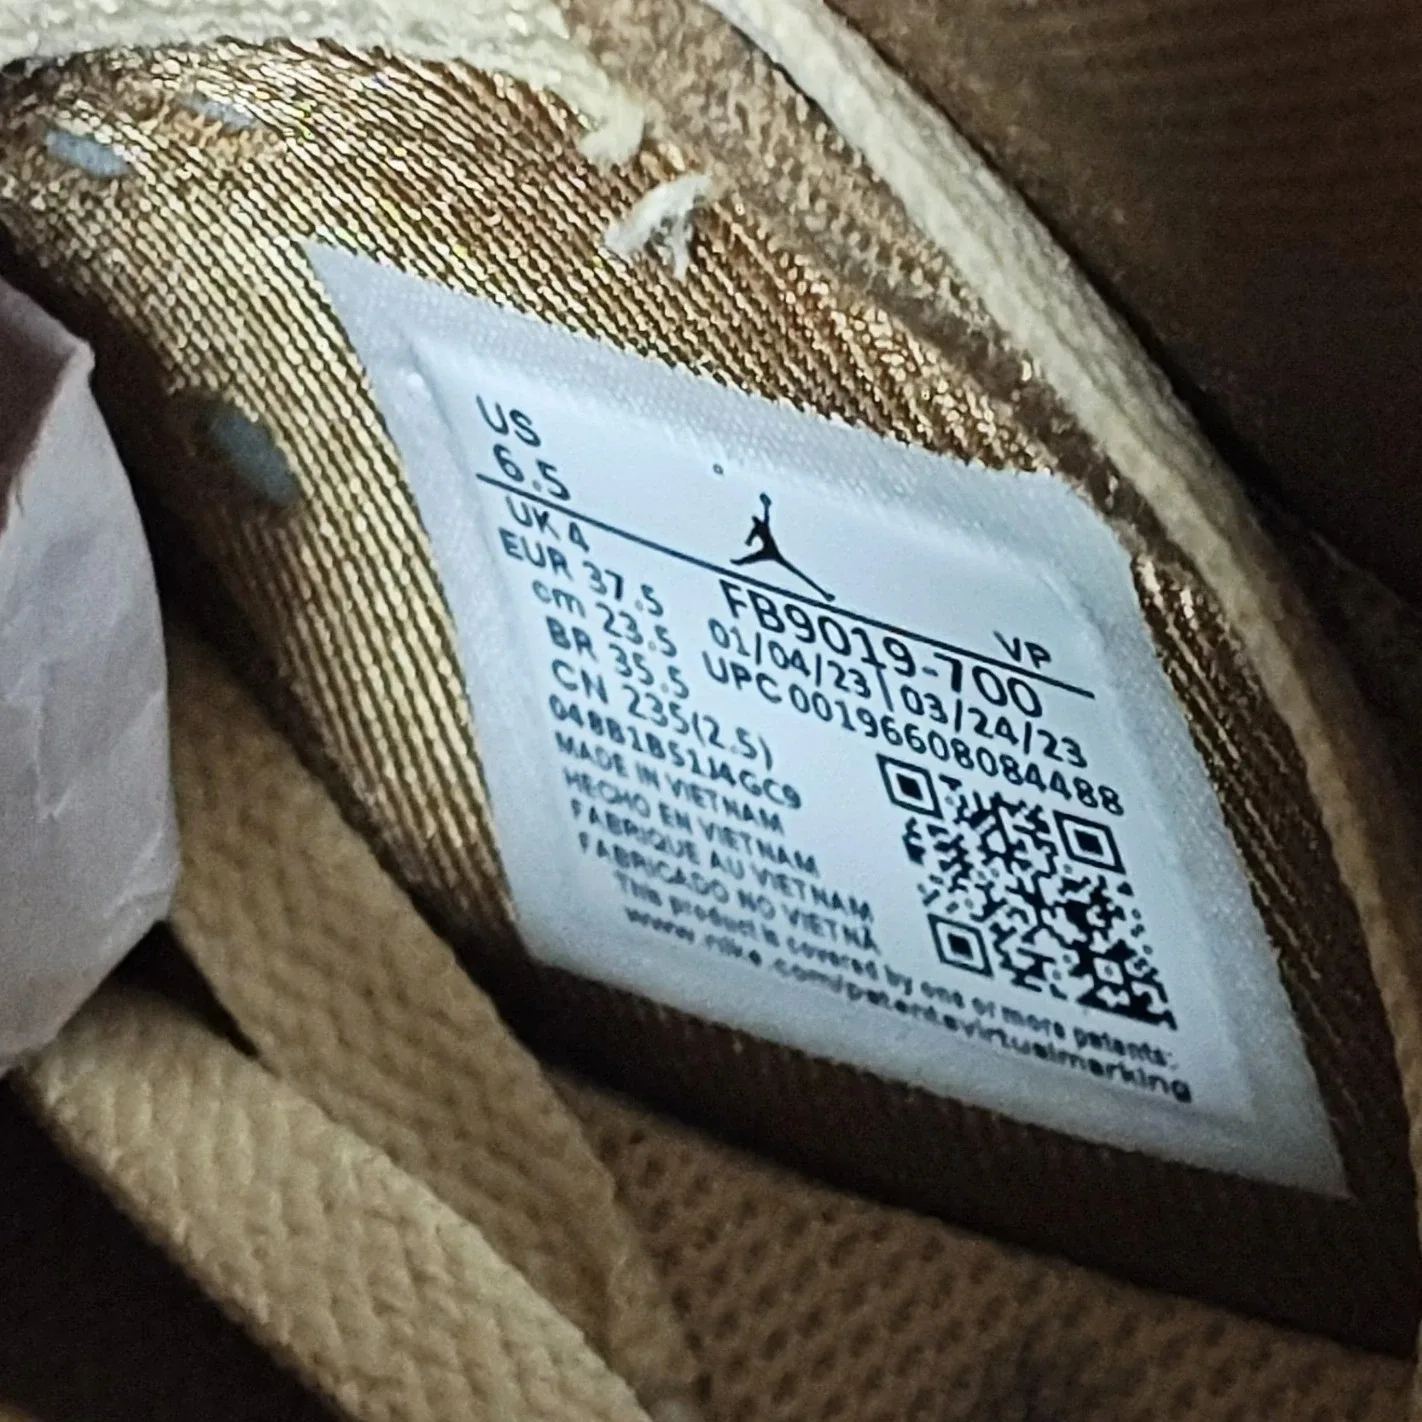 US
6.5
VP
UK 4
EUR 37.5
cm 23.5
BR 35.5
CN 235(2.5)
FB9019-700
01/04/23 | 03/24/23
UPC 00196608084488
MADE IN VIETNAM
HECHO EN VIETNAM
FABRIQUE AU VIETNAM
FABRICADO NO VIETNÃ
This product is covered by one or more patents:
www.nike.com/patentsvirtualmarking